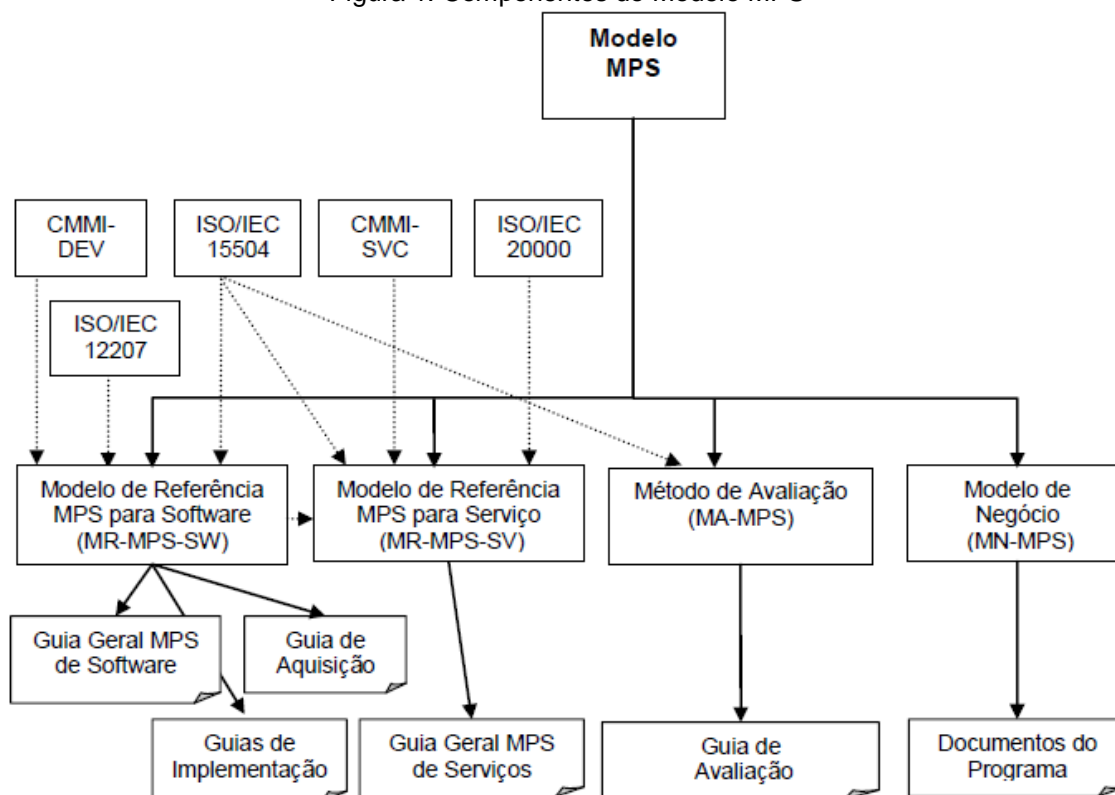 Modelo
MPS
CMMI-
DEV
ISO/IEC
15504
CMMI-
SVC
ISO/IEC
20000
ISO/IEC
12207
Modelo de Referência
MPS para Software
(MR-MPS-SW)
Modelo de Referência
MPS para Serviço
(MR-MPS-SV)
Método de Avaliação
(MA-MPS)
Modelo de
Negócio
(MN-MPS)
Guia Geral MPS
de Software
Guia de
Aquisição
Guias de
Implementação
Guia Geral MPS
de Serviços
Guia de
Avaliação
Documentos do
Programa